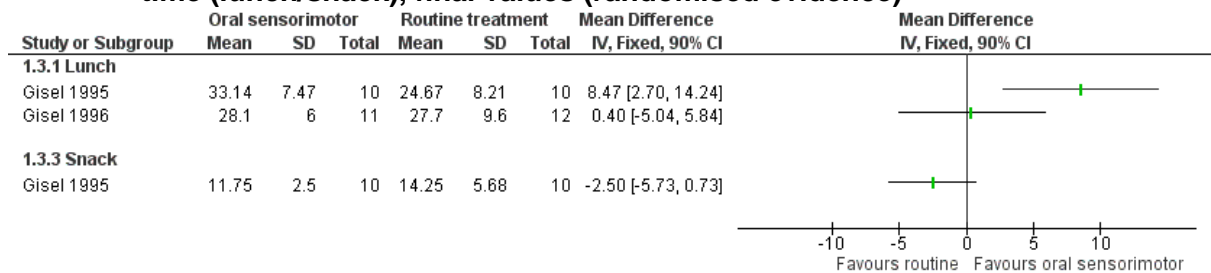 time (lunch/snack), final values (randomised evidence)
Oral sensorimotor Routine treatment Mean Difference Mean Difference
Study or Subgroup Mean SD Total Mean SD Total IV, Fixed, 90% CI IV, Fixed, 90% CI
1.3.1 Lunch
Gisel 1995 33.14 7.47 10 24.67 8.21 10 8.47 [2.70, 14.24]
Gisel 1996 28.1 6 11 27.7 9.6 12 0.40 [-5.04, 5.84]
1.3.3 Snack
Gisel 1995 11.75 2.5 10 14.25 5.68 10 -2.50 [-5.73, 0.73]
-10 -5 0 5 10
Favours routine Favours oral sensorimotor